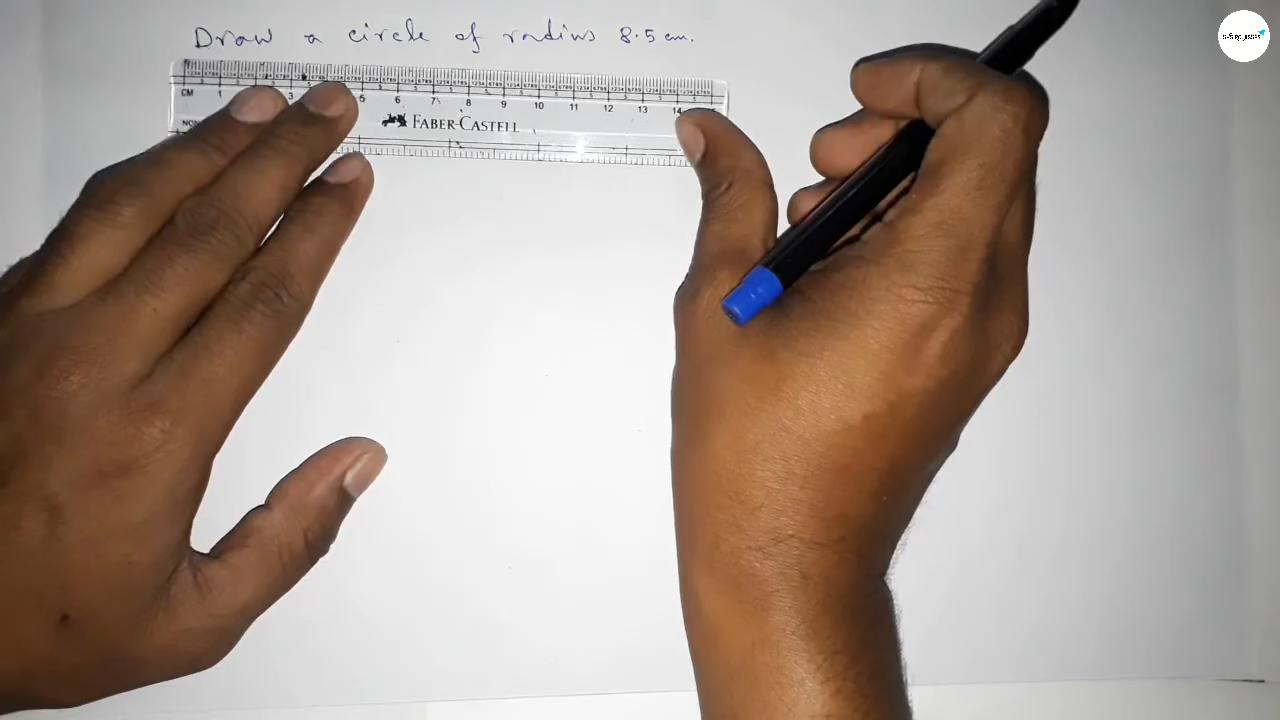 Draw a circle of radius 8.5 cm.
CM 1 3 5 6 7 8 9 10 11 12 13 14
FABER-CASTELL